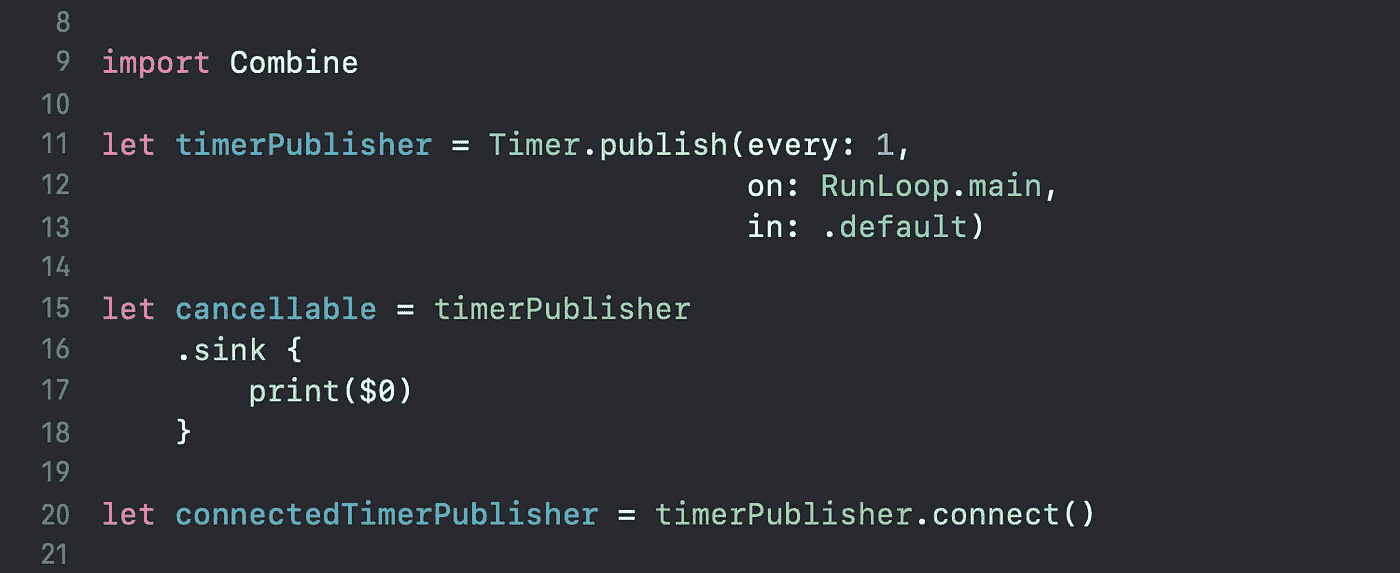 8
9 import Combine
10
11 let timerPublisher = Timer.publish(every: 1,
12 on: RunLoop.main,
13 in: .default)
14
15 let cancellable = timerPublisher
16 .sink {
17 print($0)
18 }
19
20 let connectedTimerPublisher = timerPublisher.connect()
21